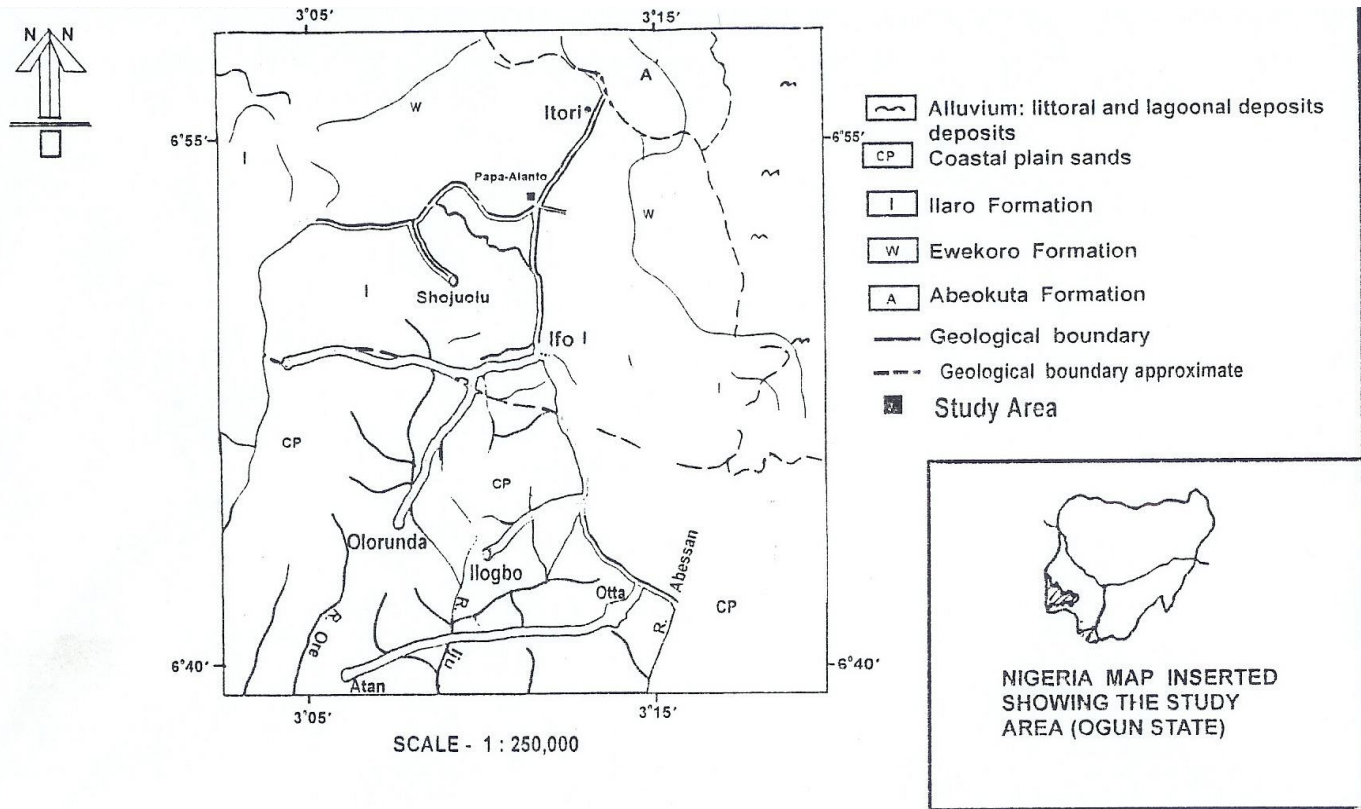 3°05′ 3°15′
N N
A
W
Itori
6°55′ 6°55′
I
Papa-Alanto
W
Shojuolu
I
Ifo I
I
I
CP
CP
Olorunda
Ilogbo
Abessan
Otta
CP
R.
R.
R. Ore
Iju
6°40′ 6°40′
Atan
3°05′ 3°15′
SCALE - 1 : 250,000
Alluvium: littoral and lagoonal deposits
deposits
CP Coastal plain sands
I Ilaro Formation
W Ewekoro Formation
A Abeokuta Formation
Geological boundary
Geological boundary approximate
Study Area
NIGERIA MAP INSERTED
SHOWING THE STUDY
AREA (OGUN STATE)